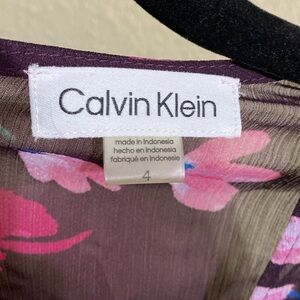 Calvin Klein
made in Indonesia
hecho en Indonesia
fabriqué en Indonesie
4